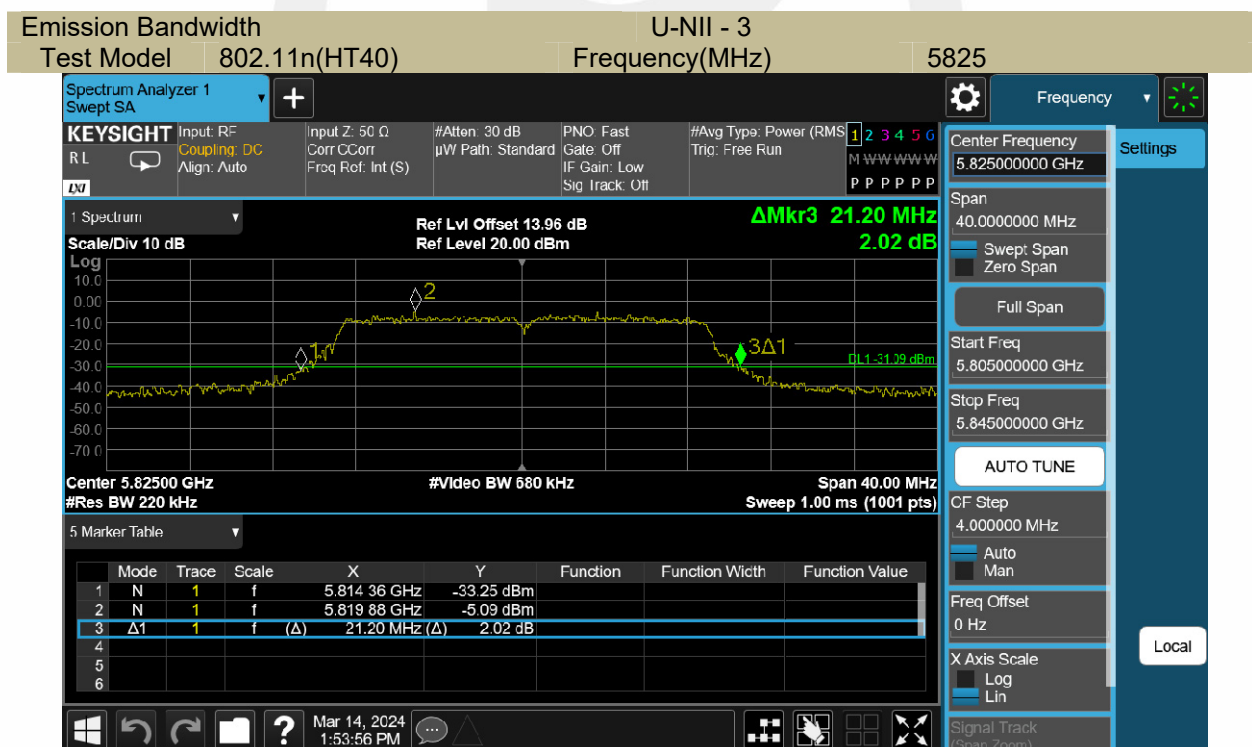 Emission Bandwidth U-NII - 3
Test Model 802.11n(HT40) Frequency(MHz) 5825
Spectrum Analyzer 1
Swept SA
Frequency
KEYSIGHT
R L
LXI
Input: RF
Coupling: DC
Align: Auto
Input Z: 50 Ω
Corr CCorr
Freq Ref: Int (S)
#Atten: 30 dB
µW Path: Standard
PNO: Fast
Gate: Off
IF Gain: Low
Sig Track: Off
#Avg Type: Power (RMS
Trig: Free Run
1 2 3 4 5 6
M W W W W W
P P P P P P
1 Spectrum
Scale/Div 10 dB
Ref Lvl Offset 13.96 dB
Ref Level 20.00 dBm
ΔMkr3 21.20 MHz
2.02 dB
Log
10.0
0.00
-10.0
-20.0
-30.0
-40.0
-50.0
-60.0
-70.0
1
2
3Δ1
DL1 -31.09 dBm
Center 5.82500 GHz
#Video BW 680 kHz
Span 40.00 MHz
#Res BW 220 kHz
Sweep 1.00 ms (1001 pts)
5 Marker Table
Mode Trace Scale X Y Function Function Width Function Value
1 N 1 f 5.814 36 GHz -33.25 dBm
2 N 1 f 5.819 88 GHz -5.09 dBm
3 Δ1 1 f (Δ) 21.20 MHz (Δ) 2.02 dB
4
5
6
?
Mar 14, 2024
1:53:56 PM
Center Frequency
5.825000000 GHz
Span
40.0000000 MHz
Swept Span
Zero Span
Full Span
Start Freq
5.805000000 GHz
Stop Freq
5.845000000 GHz
AUTO TUNE
CF Step
4.000000 MHz
Auto
Man
Freq Offset
0 Hz
X Axis Scale
Log
Lin
Signal Track
(Span Zoom)
Settings
Local